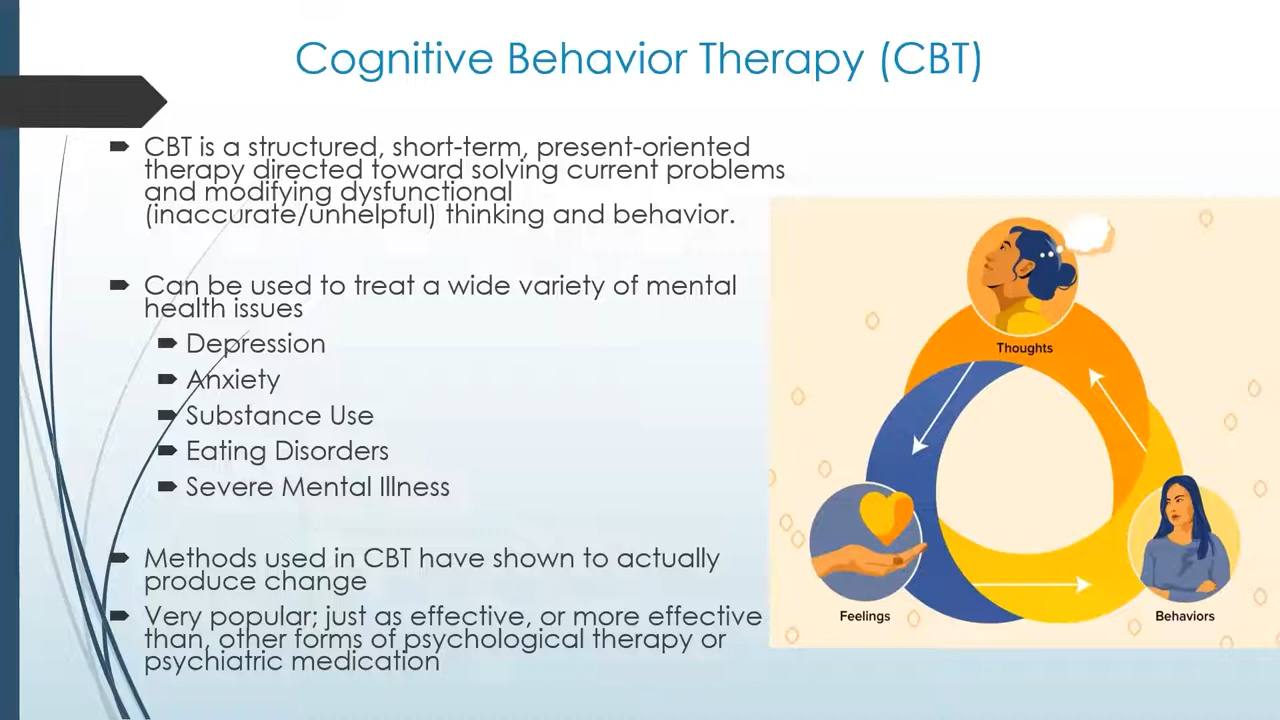 Cognitive Behavior Therapy (CBT)
CBT is a structured, short-term, present-oriented
therapy directed toward solving current problems
and modifying dysfunctional
(inaccurate/unhelpful) thinking and behavior.
Can be used to treat a wide variety of mental
health issues
Depression
Anxiety
Substance Use
Eating Disorders
Severe Mental Illness
Methods used in CBT have shown to actually
produce change
Very popular; just as effective, or more effective
than, other forms of psychological therapy or
psychiatric medication
Thoughts
Feelings
Behaviors